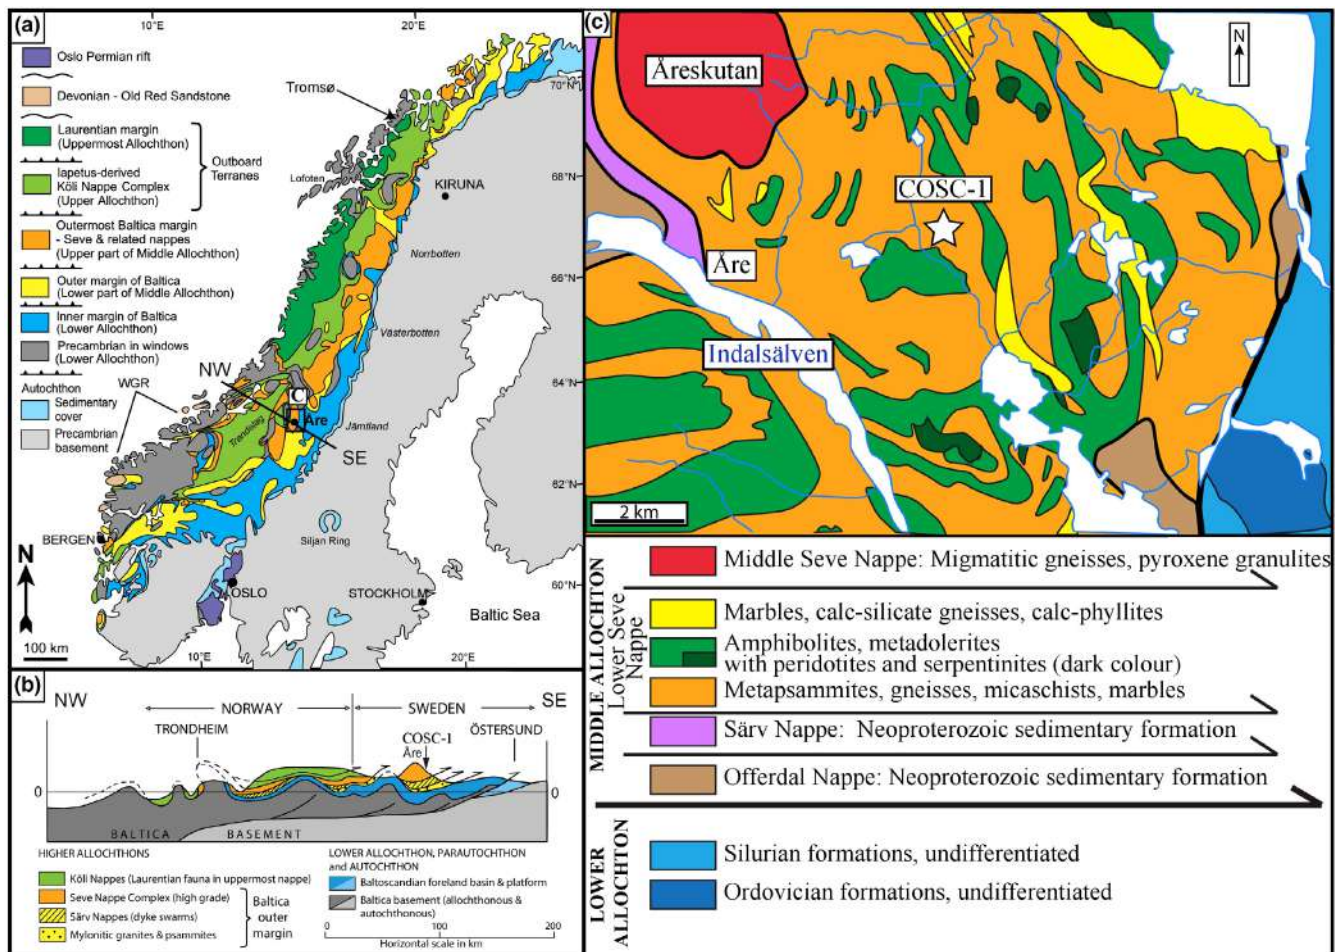 (a)
10°E
20°E
Oslo Permian rift
Devonian - Old Red Sandstone
Laurentian margin
(Uppermost Allochthon)
Outboard
Terranes
Iapetus-derived
Köli Nappe Complex
(Upper Allochthon)
Outermost Baltica margin
- Seve & related nappes
(Upper part of Middle Allochthon)
Outer margin of Baltica
(Lower part of Middle Allochthon)
Inner margin of Baltica
(Lower Allochthon)
Precambrian in windows
(Lower Allochthon)
Autochthon
Sedimentary
cover
Precambrian
basement
WGR
Tromsø
Lofoten
KIRUNA
Norrbotten
Västerbotten
NW
C
Åre
Trøndelag
Jämtland
SE
BERGEN
Siljan Ring
N
OSLO
STOCKHOLM
Baltic Sea
100 km
70°N
68°N
66°N
64°N
62°N
60°N
10°E
20°E
(b)
NW
SE
NORWAY
SWEDEN
TRONDHEIM
COSC-1
Åre
ÖSTERSUND
0
0
BALTICA
BASEMENT
HIGHER ALLOCHTHONS
Köli Nappes (Laurentian fauna in uppermost nappe)
Seve Nappe Complex (high grade)
Särv Nappes (dyke swarms)
Mylonitic granites & psammites
Baltica
outer
margin
LOWER ALLOCHTHON, PARAUTOCHTHON
and AUTOCHTHON
Baltoscandian foreland basin & platform
Baltica basement (allochthonous &
autochthonous)
0
100
200
Horizontal scale in km
(c)
N
Åreskutan
COSC-1
Åre
Indalsälven
2 km
MIDDLE ALLOCHTON
Lower Seve
Nappe
Middle Seve Nappe: Migmatitic gneisses, pyroxene granulites
Marbles, calc-silicate gneisses, calc-phyllites
Amphibolites, metadolerites
with peridotites and serpentinites (dark colour)
Metapsammites, gneisses, micaschists, marbles
Särv Nappe: Neoproterozoic sedimentary formation
Offerdal Nappe: Neoproterozoic sedimentary formation
LOWER
ALLOCHTON
Silurian formations, undifferentiated
Ordovician formations, undifferentiated